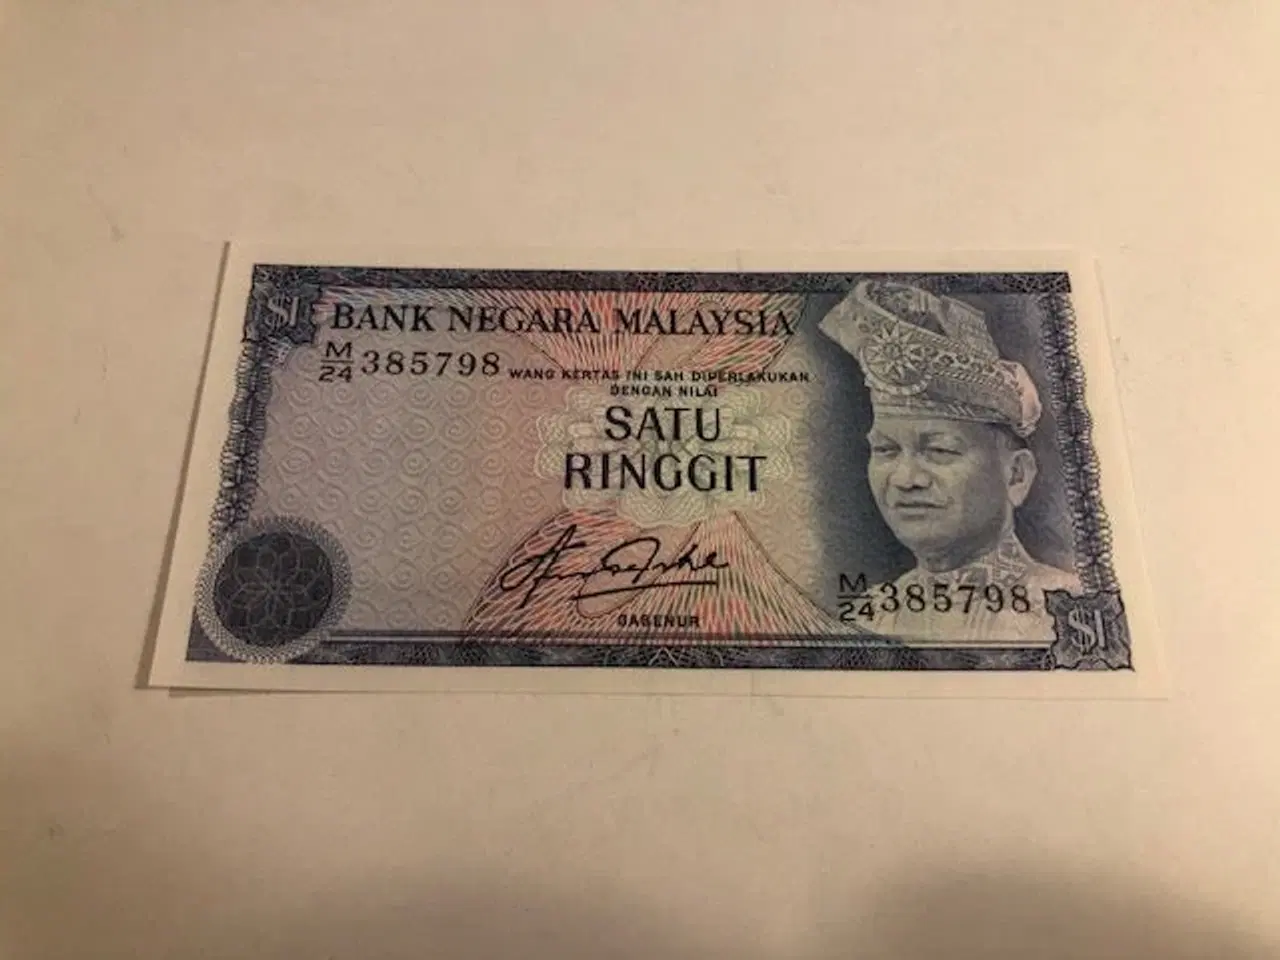 $1
BANK NEGARA MALAYSIA
M/24 385798
WANG KERTAS INI SAH DIPERLAKUKAN
DENGAN NILAI
SATU
RINGGIT
GABENUR
M/24 385798
$1